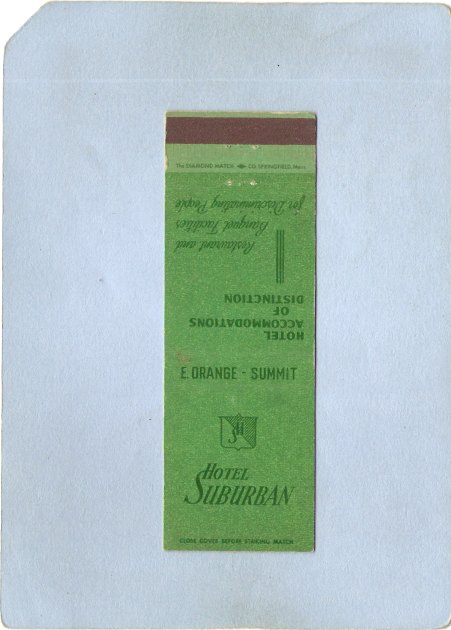 The DIAMOND MATCH CO. SPRINGFIELD, Mass.
Restaurant and
Banquet Facilities
for Discriminating People
HOTEL
ACCOMMODATIONS
OF
DISTINCTION
E. ORANGE - SUMMIT
HOTEL
SUBURBAN
CLOSE COVER BEFORE STRIKING MATCH